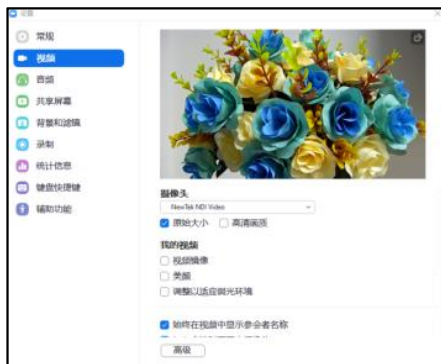 设置
常规
视频
音频
共享屏幕
背景和滤镜
录制
统计信息
键盘快捷键
辅助功能
摄像头
NewTek NDI Video
原始大小 高清画质
我的视频
视频镜像
美颜
调整以适应弱光环境
始终在视频中显示参会者名称
高级